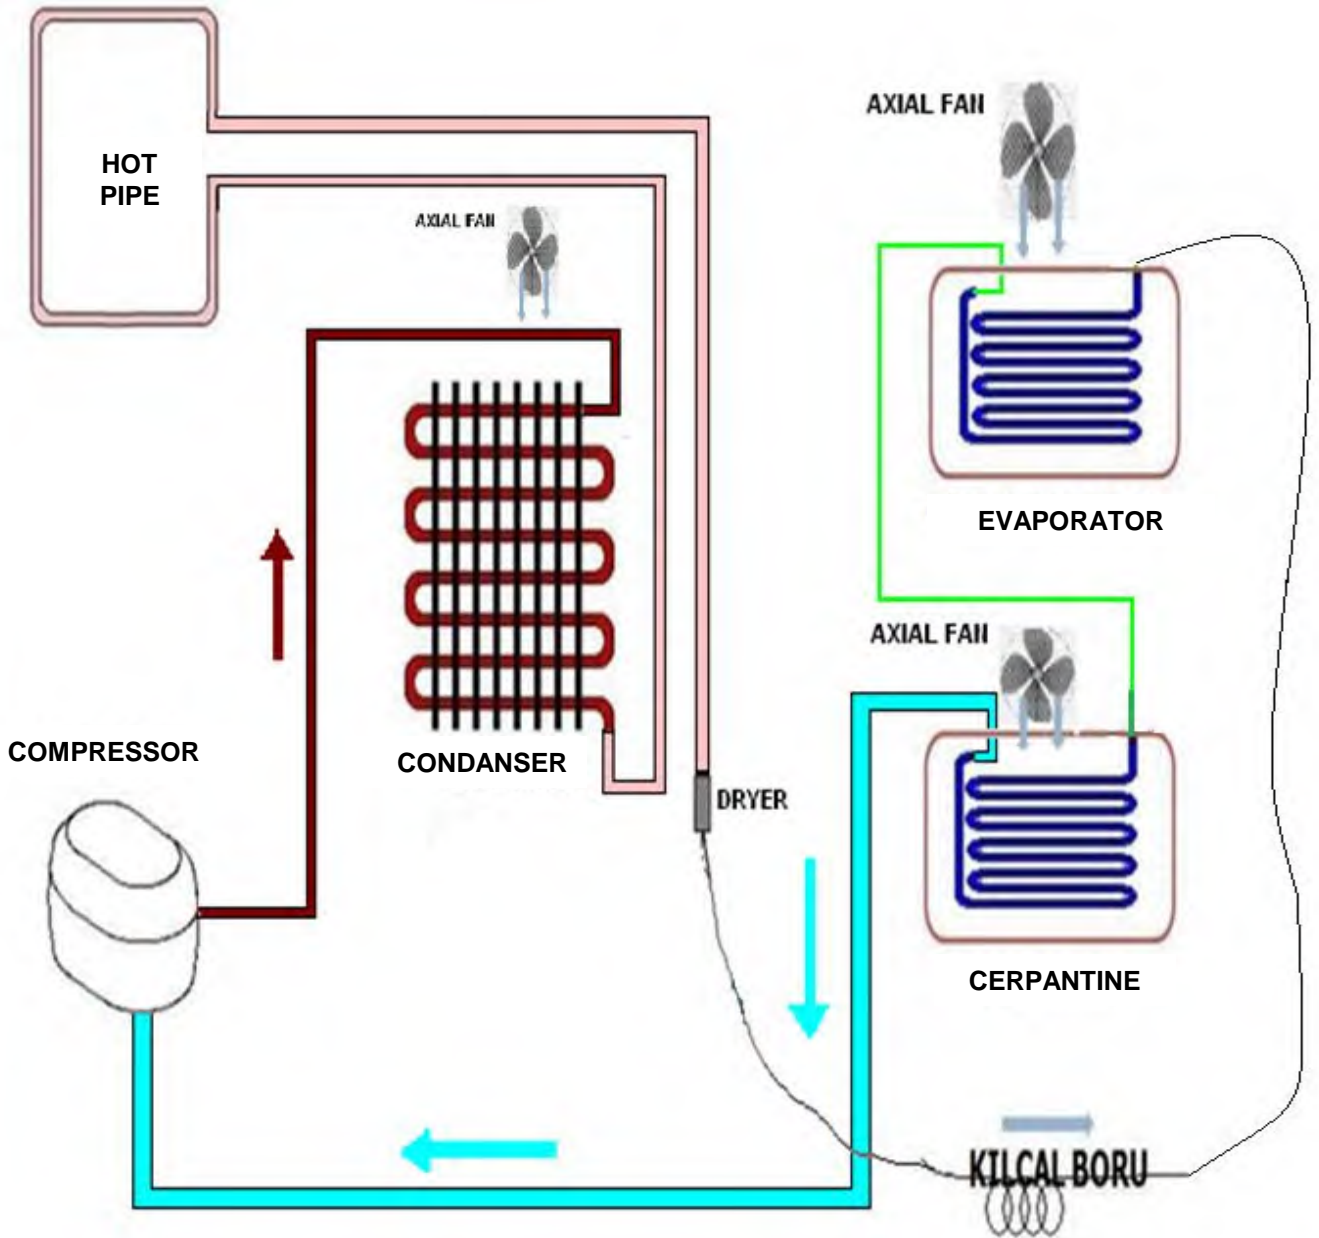 AXIAL FAN
HOT
PIPE
AXIAL FAN
EVAPORATOR
AXIAL FAN
COMPRESSOR
CONDANSER
DRYER
CERPANTINE
KILCAL BORU